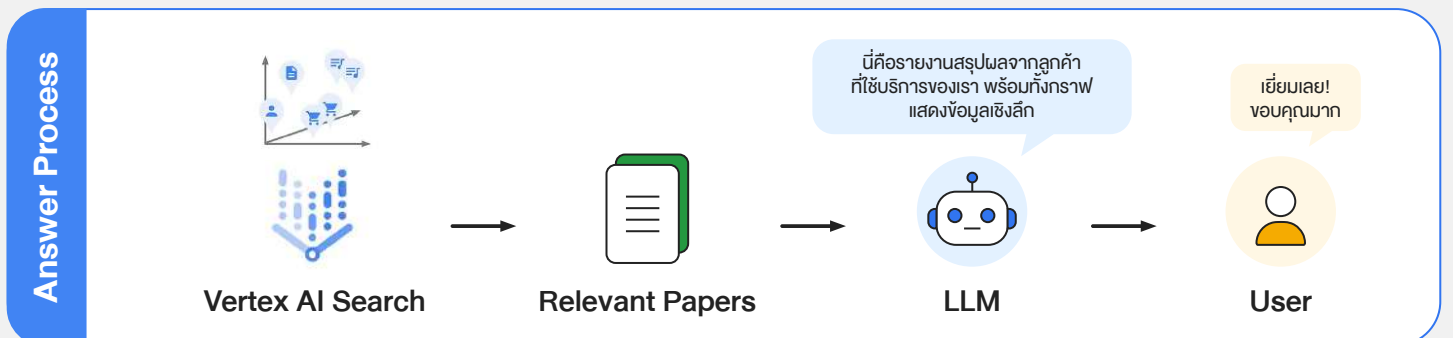 Answer Process
นี่คือรายงานสรุปผลจากลูกค้า
ที่ใช้บริการของเรา พร้อมทั้งกราฟ
แสดงข้อมูลเชิงลึก
เยี่ยมเลย!
ขอบคุณมาก
Vertex AI Search
Relevant Papers
LLM
User